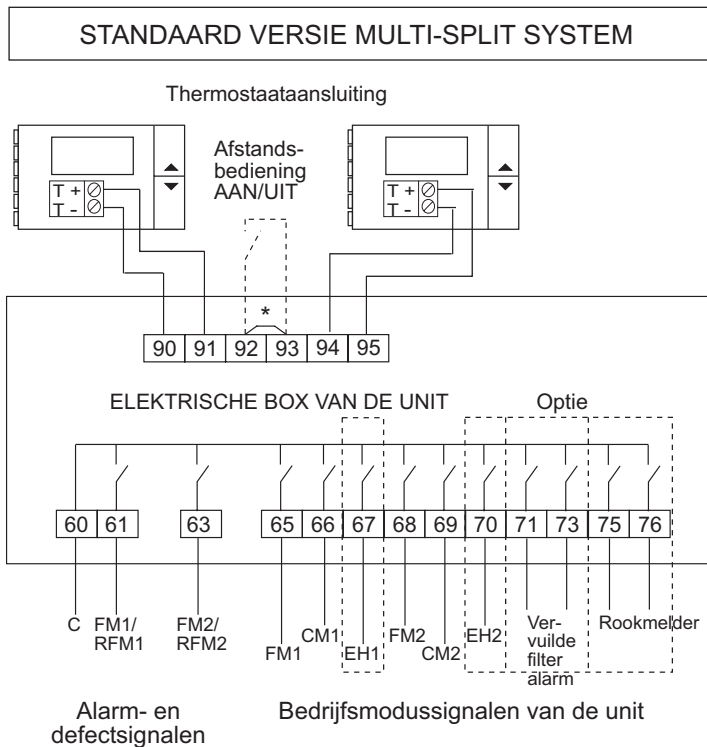 STANDAARD VERSIE MULTI-SPLIT SYSTEM
Thermostaataansluiting
Afstands-
bediening
AAN/UIT
T +
T -
T +
T -
*
90 91 92 93 94 95
ELEKTRISCHE BOX VAN DE UNIT
Optie
60 61 63 65 66 67 68 69 70 71 73 75 76
C
FM1/
RFM1
FM2/
RFM2
FM1
CM1
EH1
FM2
CM2
EH2
Ver-
vuilde
filter
alarm
Rookmelder
Alarm- en
defectsignalen
Bedrijfsmodussignalen van de unit